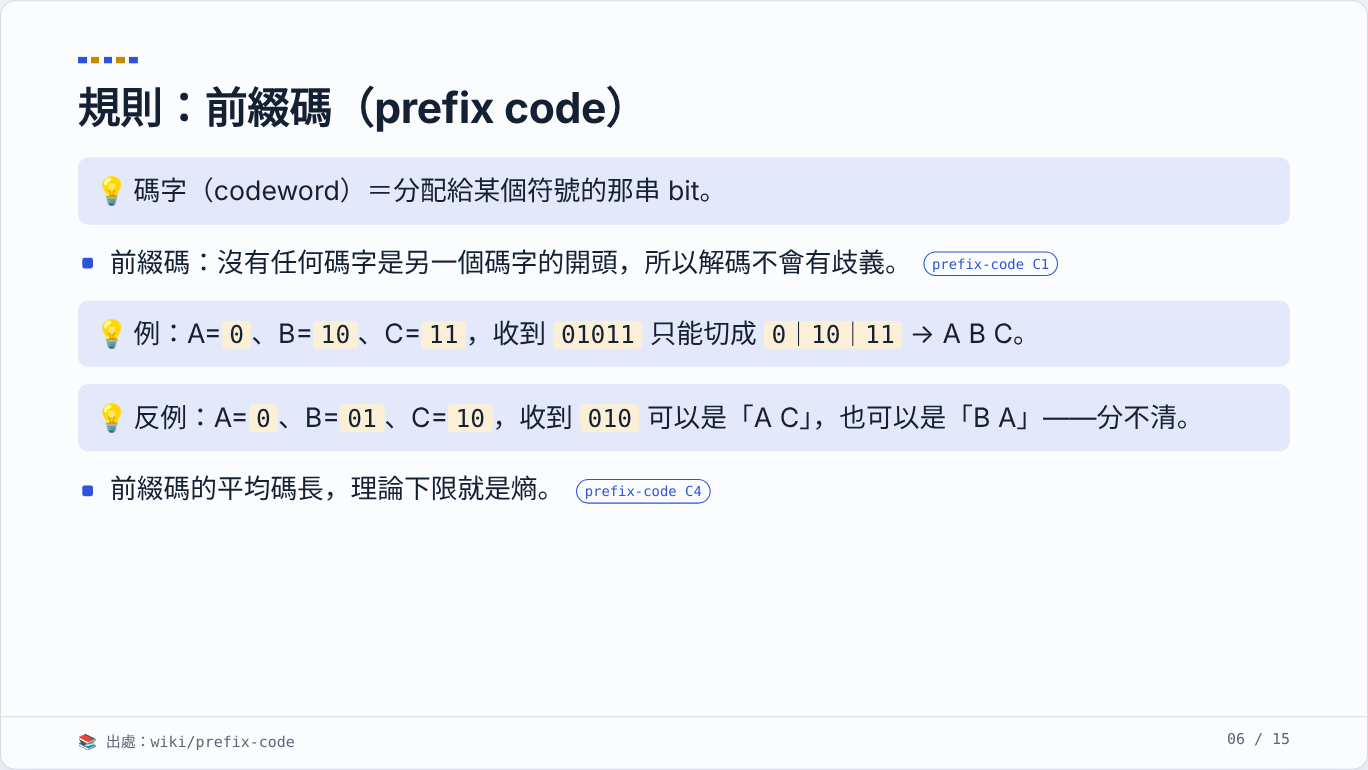 規則：前綴碼（prefix code）
💡 碼字（codeword）＝分配給某個符號的那串 bit。
前綴碼：沒有任何碼字是另一個碼字的開頭，所以解碼不會有歧義。 prefix-code C1
💡 例：A=0、B=10、C=11，收到 01011 只能切成 0｜10｜11 → A B C。
💡 反例：A=0、B=01、C=10，收到 010 可以是「A C」，也可以是「B A」——分不清。
前綴碼的平均碼長，理論下限就是熵。 prefix-code C4
📚 出處：wiki/prefix-code
06 / 15